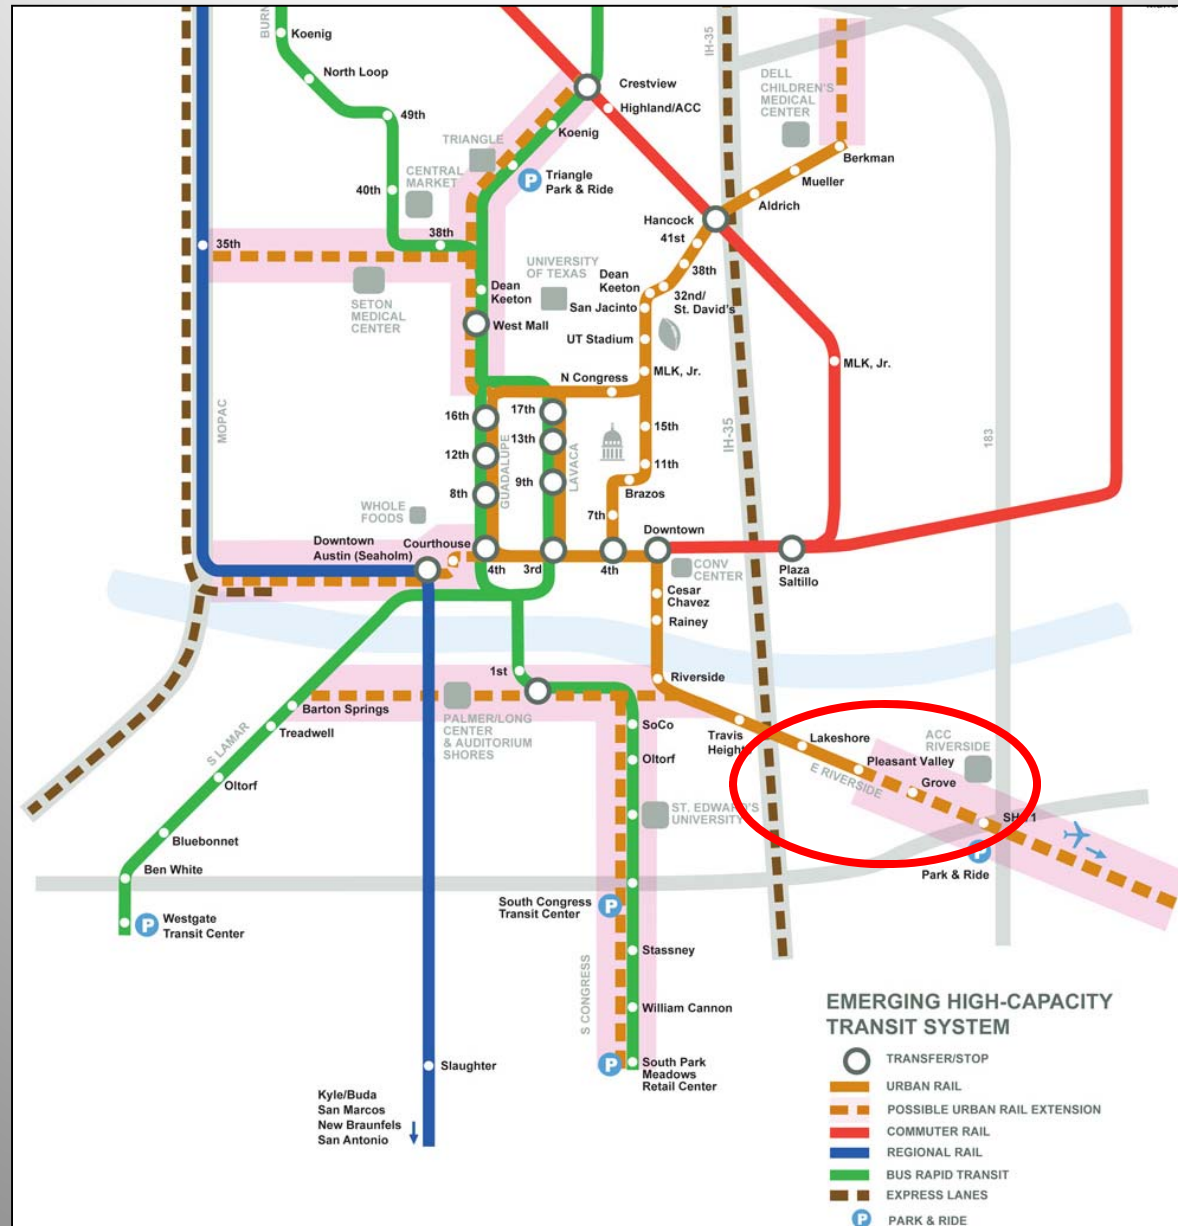 BURN
Koenig
North Loop
49th
40th
38th
35th
TRIANGLE
CENTRAL
MARKET
SETON
MEDICAL
CENTER
MOPAC
Crestview
Highland/ACC
Koenig
Triangle
Park & Ride
IH-35
DELL
CHILDREN'S
MEDICAL
CENTER
Berkman
Mueller
Aldrich
Hancock
41st
38th
Dean
Keeton
32nd/
St. David's
San Jacinto
UT Stadium
MLK, Jr.
UNIVERSITY
OF TEXAS
Dean
Keeton
West Mall
N Congress
MLK, Jr.
16th
17th
12th
13th
8th
9th
GUADALUPE
LAVACA
15th
11th
Brazos
7th
IH-35
183
WHOLE
FOODS
Downtown
Austin (Seaholm)
Courthouse
4th
3rd
4th
Downtown
CONV
CENTER
Plaza
Saltillo
Cesar
Chavez
Rainey
Riverside
1st
Barton Springs
Treadwell
S LAMAR
Oltorf
Bluebonnet
Ben White
Westgate
Transit Center
P
PALMER/LONG
CENTER
& AUDITORIUM
SHORES
SoCo
Oltorf
ST. EDWARD'S
UNIVERSITY
Travis
Heights
Lakeshore
Pleasant Valley
E RIVERSIDE
Grove
ACC
RIVERSIDE
SH 71
P
Park & Ride
South Congress
Transit Center
P
Stassney
S CONGRESS
William Cannon
South Park
Meadows
Retail Center
P
Slaughter
Kyle/Buda
San Marcos
New Braunfels
San Antonio
EMERGING HIGH-CAPACITY
TRANSIT SYSTEM
TRANSFER/STOP
URBAN RAIL
POSSIBLE URBAN RAIL EXTENSION
COMMUTER RAIL
REGIONAL RAIL
BUS RAPID TRANSIT
EXPRESS LANES
P PARK & RIDE